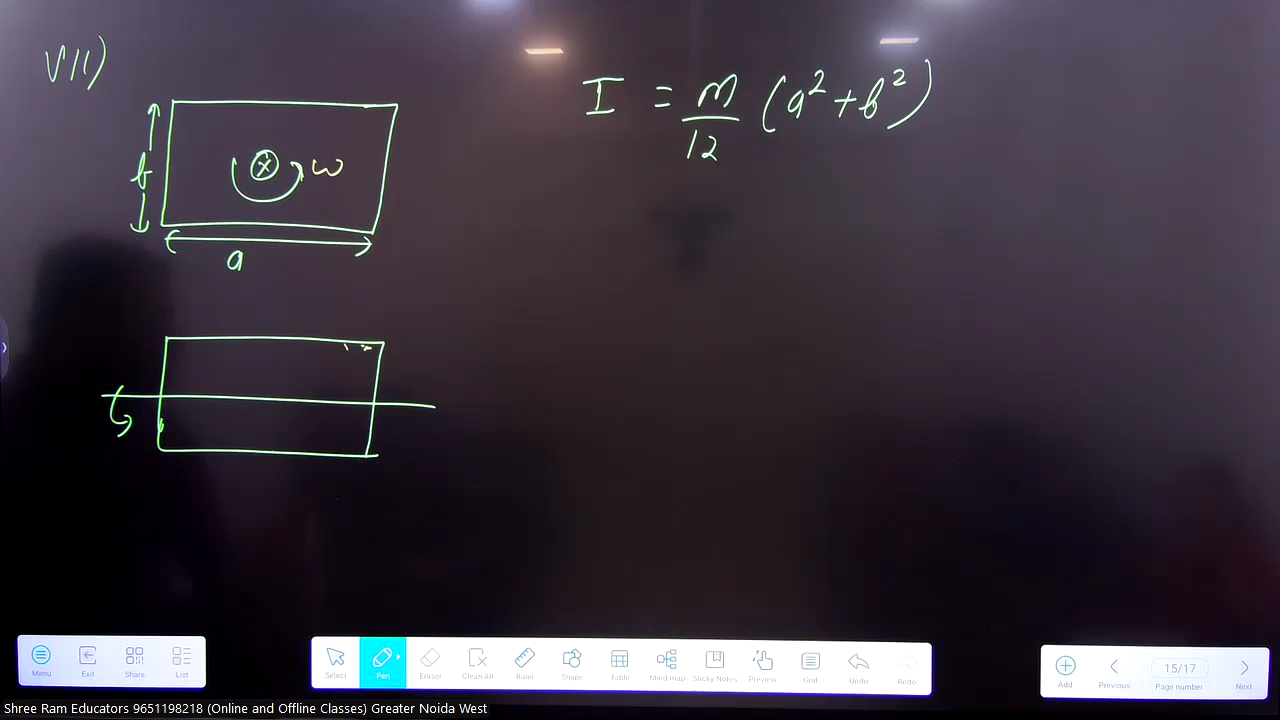 VII)
I = m/12 (a² + b²)
b
ω
a
Menu
Exit
Share
List
Select
Pen
Eraser
Clean All
Ruler
Shape
Table
Mind map
Sticky Notes
Preview
Grid
Undo
Redo
Add
Previous
15/17
Page number
Next
Shree Ram Educators 9651198218 (Online and Offline Classes) Greater Noida West